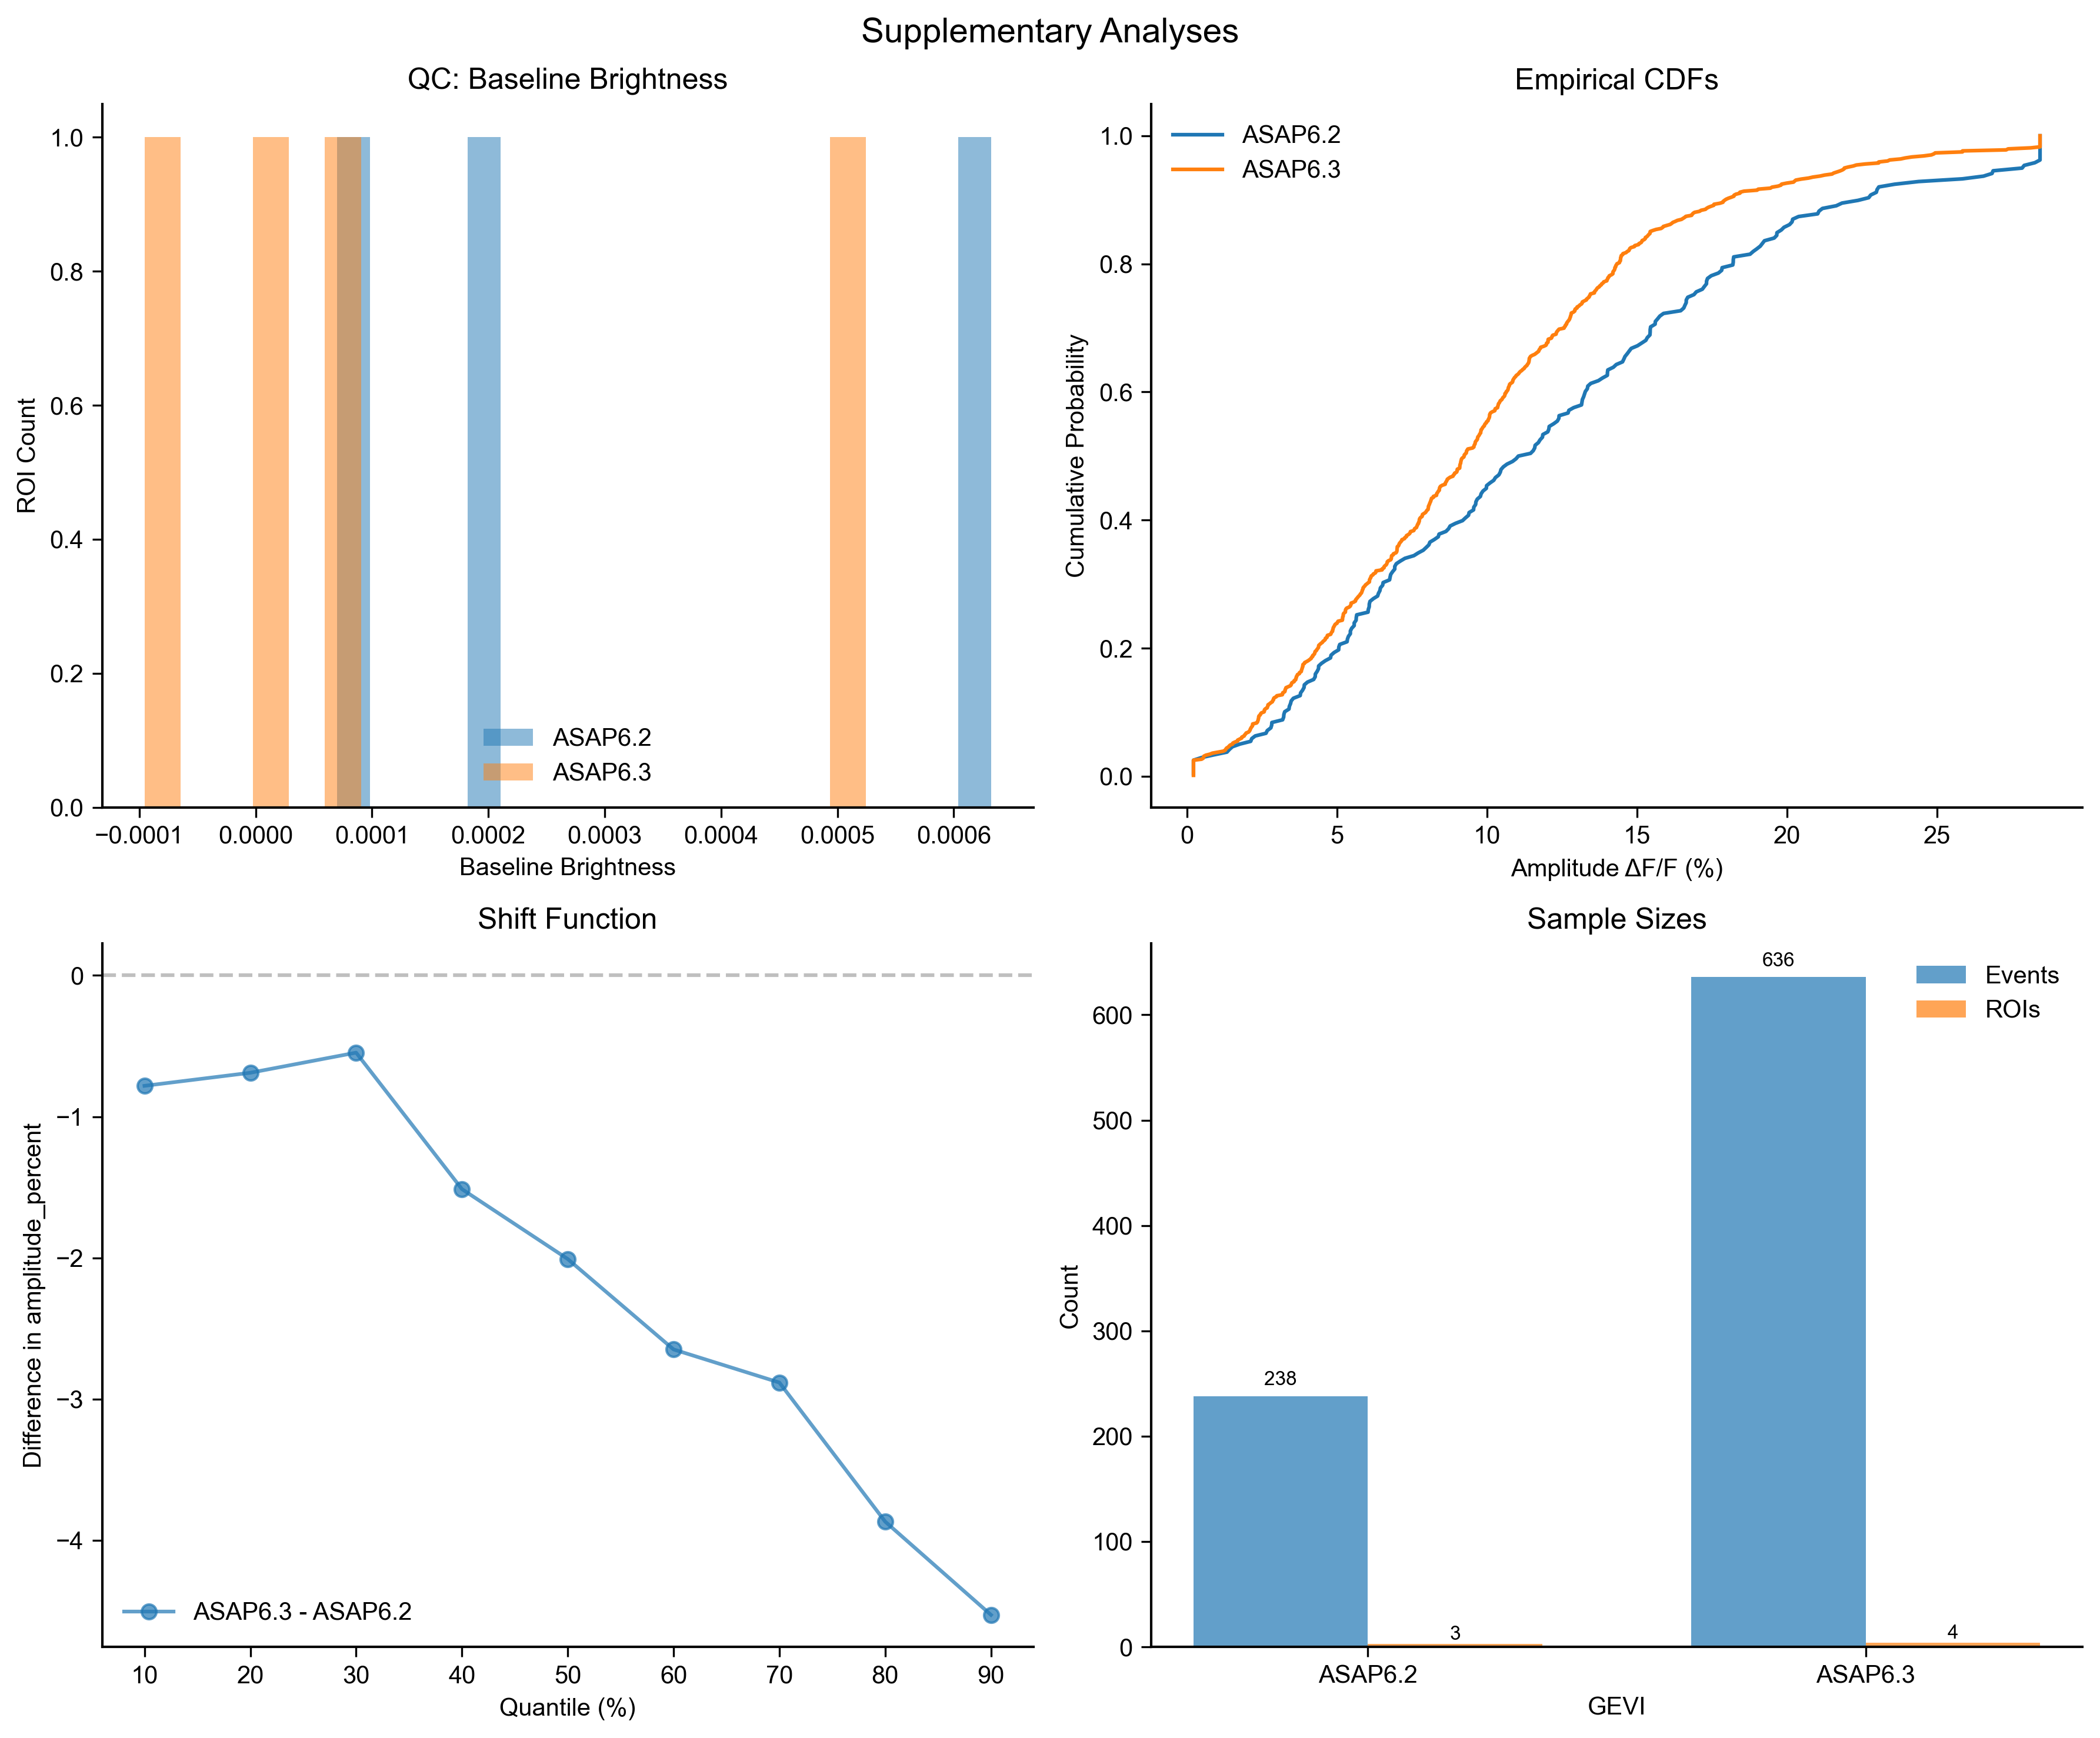 Supplementary Analyses
QC: Baseline Brightness
ROI Count
1.0
0.8
0.6
0.4
0.2
0.0
ASAP6.2
ASAP6.3
−0.0001 0.0000 0.0001 0.0002 0.0003 0.0004 0.0005 0.0006
Baseline Brightness
Empirical CDFs
Cumulative Probability
1.0
0.8
0.6
0.4
0.2
0.0
ASAP6.2
ASAP6.3
0 5 10 15 20 25
Amplitude ΔF/F (%)
Shift Function
Difference in amplitude_percent
0
−1
−2
−3
−4
ASAP6.3 - ASAP6.2
10 20 30 40 50 60 70 80 90
Quantile (%)
Sample Sizes
Count
600
500
400
300
200
100
0
Events
ROIs
636
238
3
4
ASAP6.2 ASAP6.3
GEVI